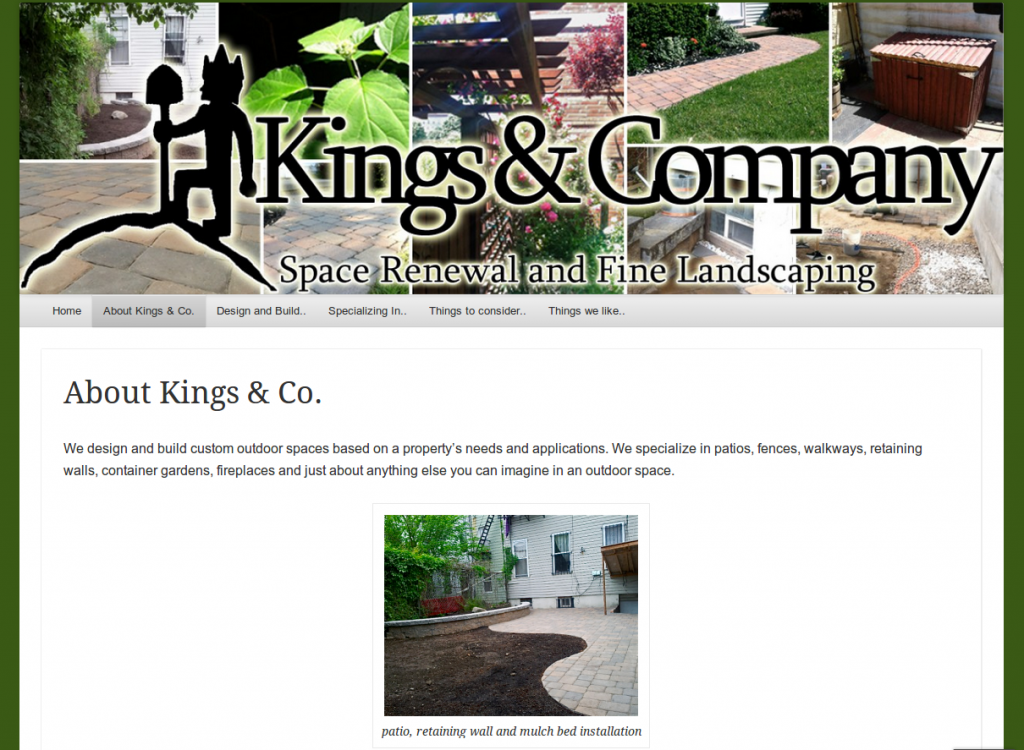 Kings & Company
Space Renewal and Fine Landscaping
Home About Kings & Co. Design and Build.. Specializing In.. Things to consider.. Things we like..
About Kings & Co.
We design and build custom outdoor spaces based on a property’s needs and applications. We specialize in patios, fences, walkways, retaining
walls, container gardens, fireplaces and just about anything else you can imagine in an outdoor space.
patio, retaining wall and mulch bed installation